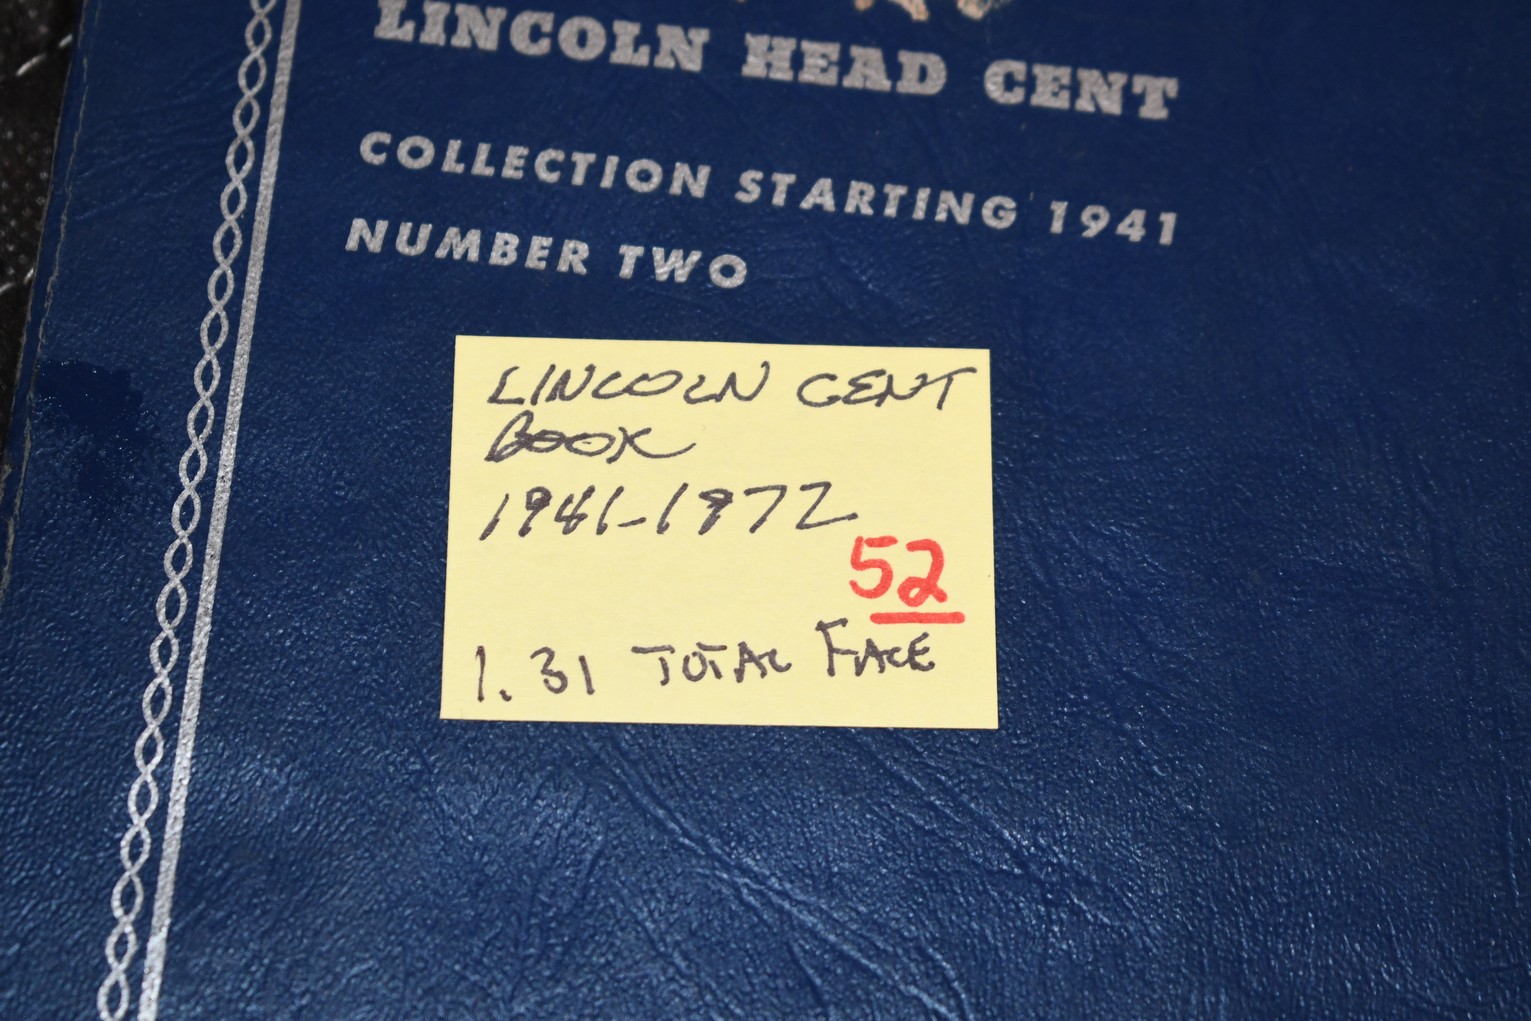 LINCOLN HEAD CENT
COLLECTION STARTING 1941
NUMBER TWO
LINCOLN CENT
BOOK
1941-1972
52
1.31 TOTAL FACE